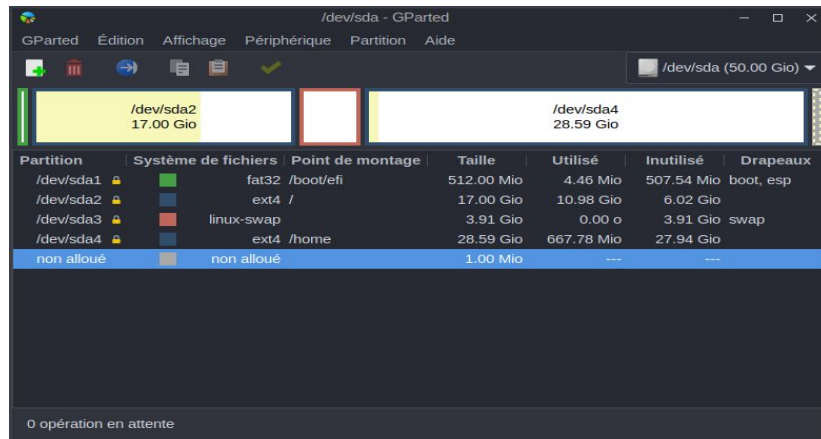 /dev/sda - GParted
GParted Édition Affichage Périphérique Partition Aide
/dev/sda (50.00 Gio)
/dev/sda2
17.00 Gio
/dev/sda4
28.59 Gio
Partition Système de fichiers Point de montage Taille Utilisé Inutilisé Drapeaux
/dev/sda1 fat32 /boot/efi 512.00 Mio 4.46 Mio 507.54 Mio boot, esp
/dev/sda2 ext4 / 17.00 Gio 10.98 Gio 6.02 Gio
/dev/sda3 linux-swap 3.91 Gio 0.00 o 3.91 Gio swap
/dev/sda4 ext4 /home 28.59 Gio 667.78 Mio 27.94 Gio
non alloué non alloué 1.00 Mio --- ---
0 opération en attente